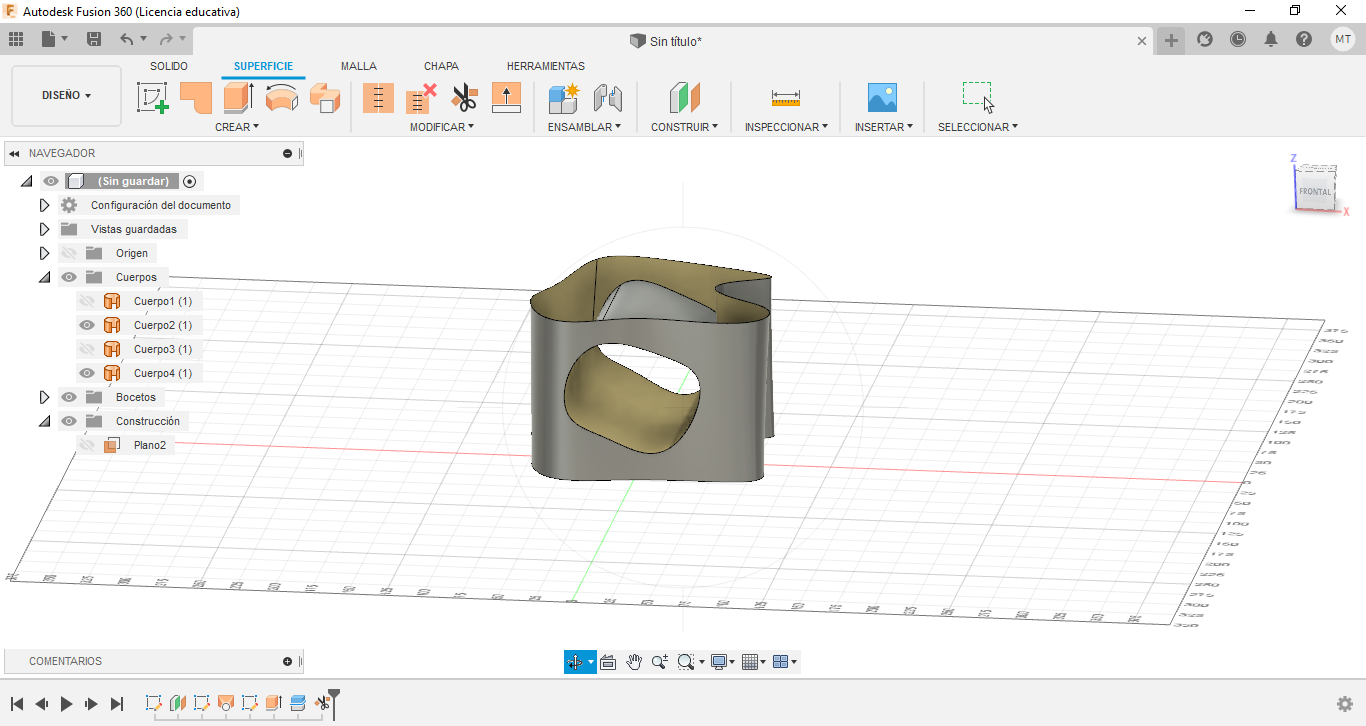 Autodesk Fusion 360 (Licencia educativa)
Sin título*
MT
DISEÑO
SOLIDO
SUPERFICIE
MALLA
CHAPA
HERRAMIENTAS
CREAR
MODIFICAR
ENSAMBLAR
CONSTRUIR
INSPECCIONAR
INSERTAR
SELECCIONAR
NAVEGADOR
(Sin guardar)
Configuración del documento
Vistas guardadas
Origen
Cuerpos
Cuerpo1 (1)
Cuerpo2 (1)
Cuerpo3 (1)
Cuerpo4 (1)
Bocetos
Construcción
Plano2
Z
FRONTAL
X
COMENTARIOS